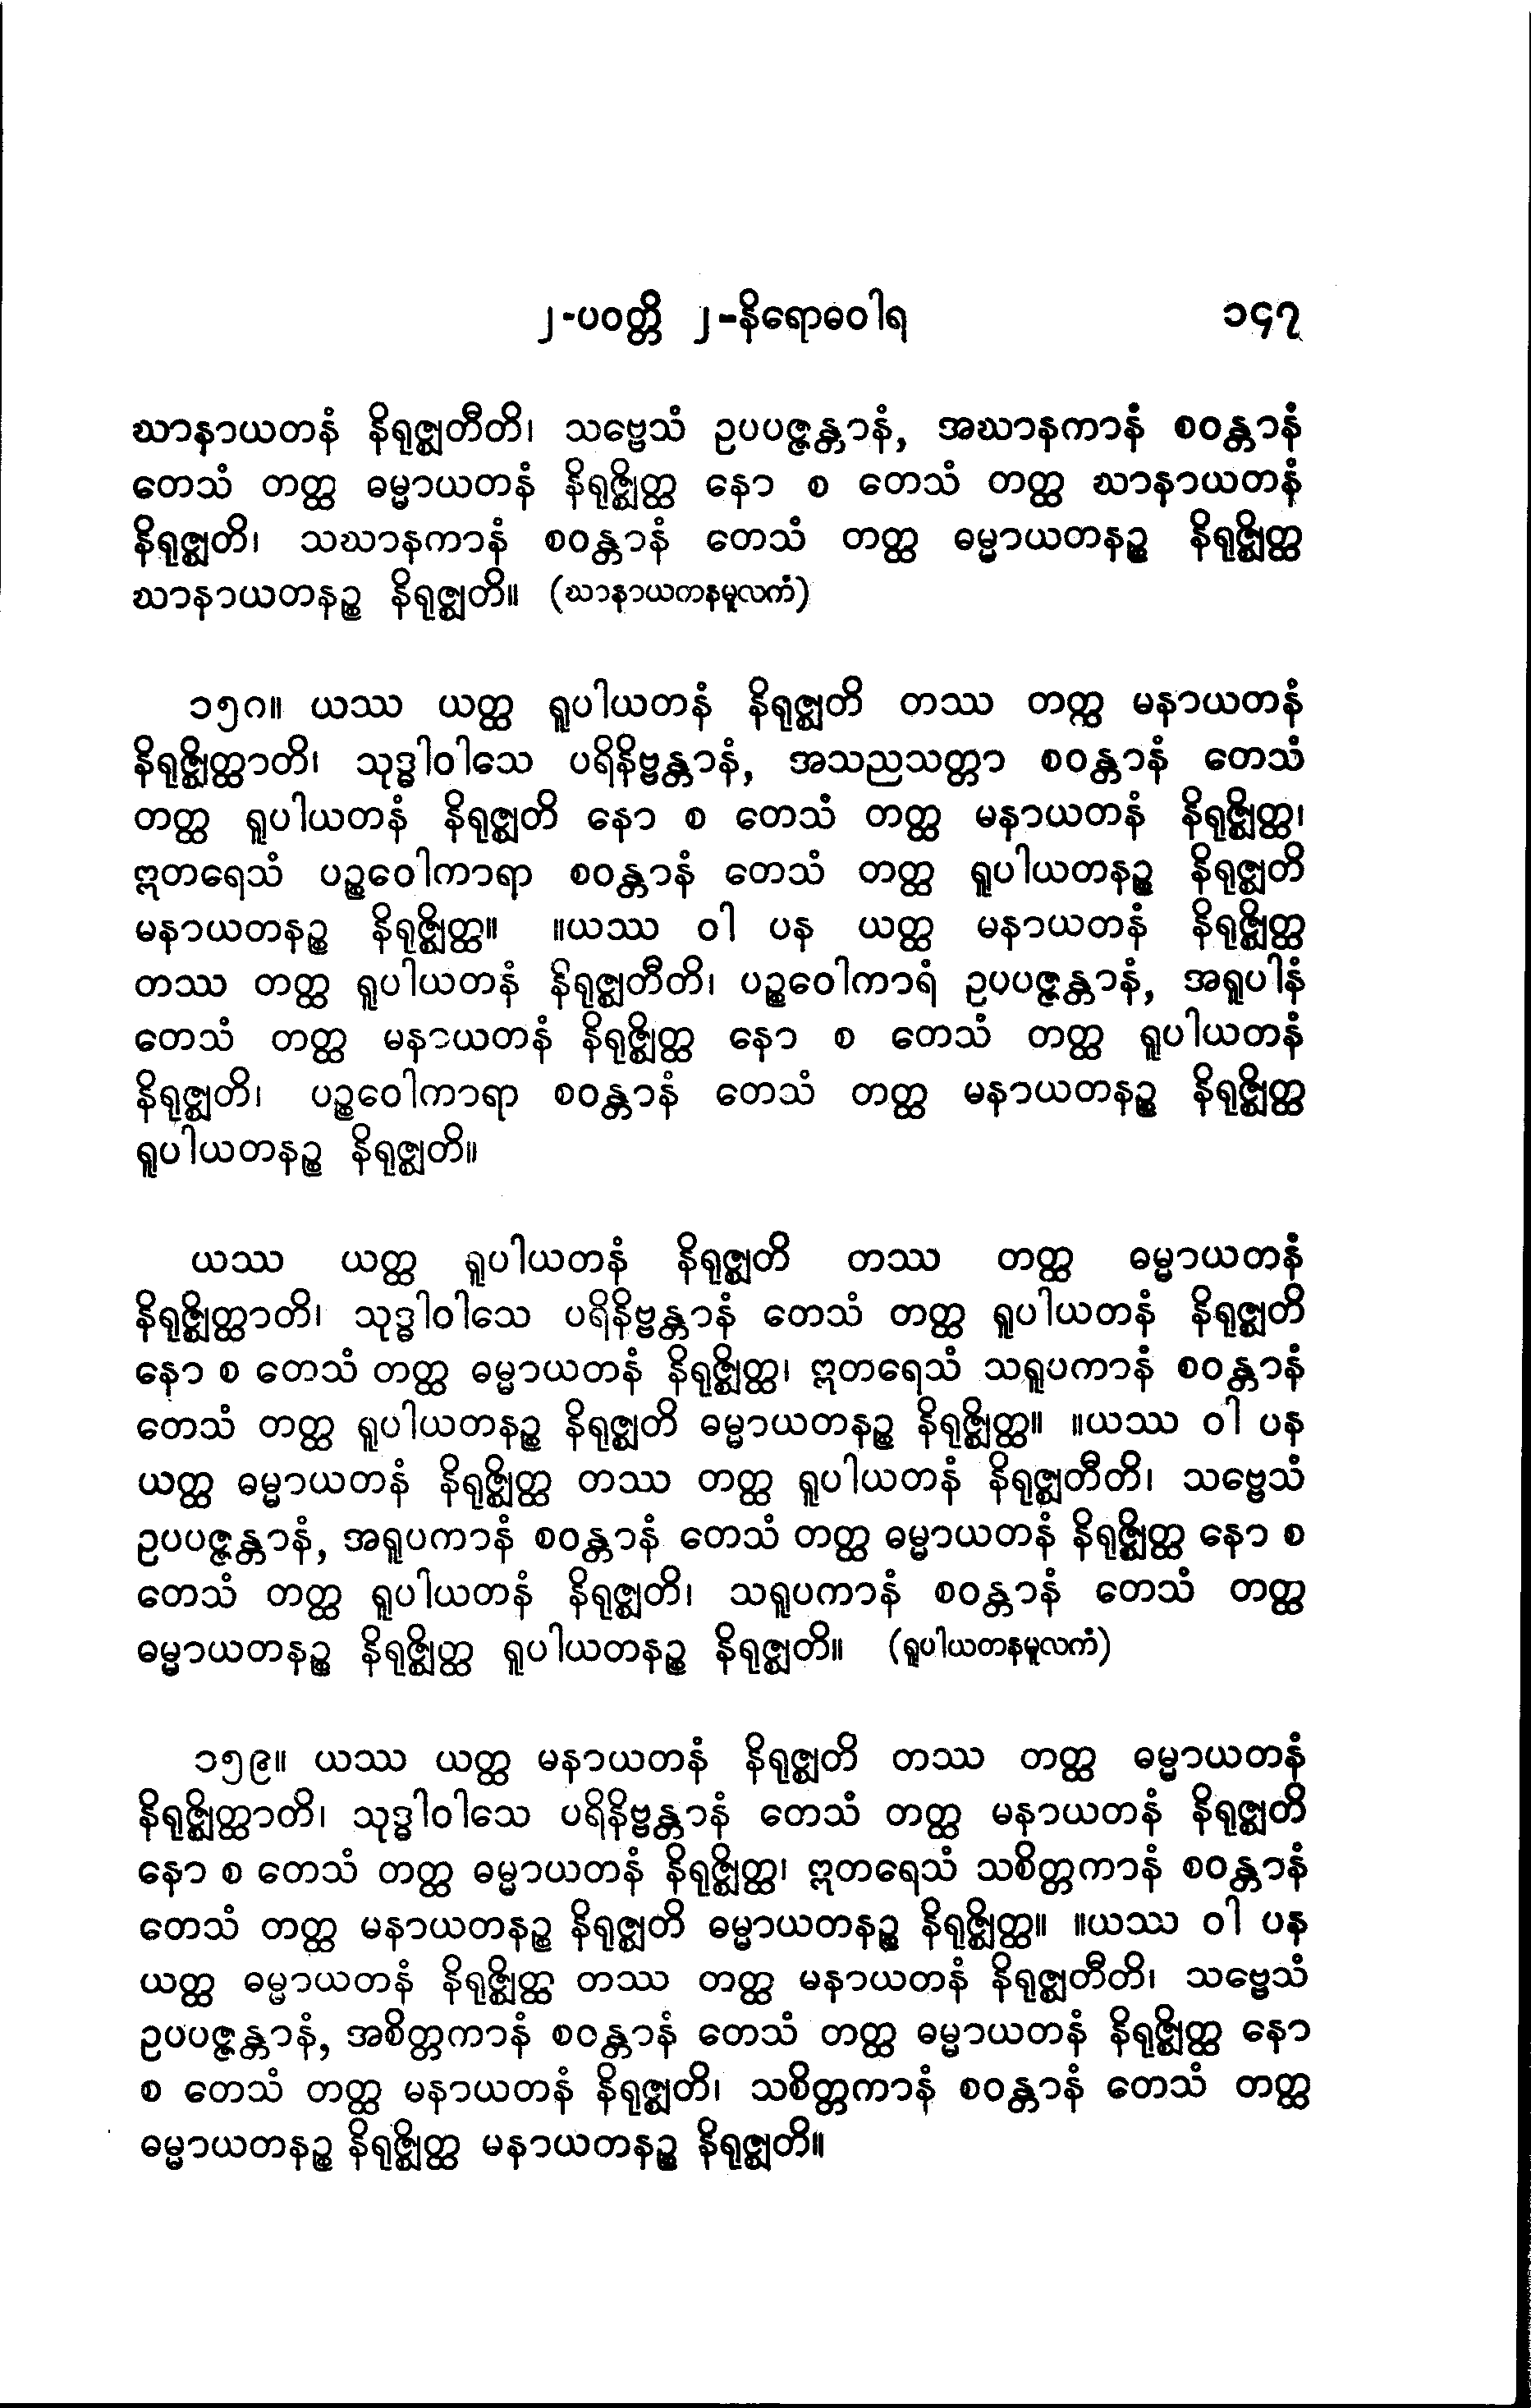 ၂-ပဝတ္တိ ၂-နိရောဓဝါရ ၁၄၇
ဃာနာယတနံ နိရုဇ္ဈတီတိ၊ သဗ္ဗေသံ ဥပပဇ္ဇန္တာနံ, အဃာနကာနံ စဝန္တာနံ
တေသံ တတ္ထ ဓမ္မာယတနံ နိရုဇ္ဈိတ္ထ နော စ တေသံ တတ္ထ ဃာနာယတနံ
နိရုဇ္ဈတိ၊ သဃာနကာနံ စဝန္တာနံ တေသံ တတ္ထ ဓမ္မာယတနဉ္စ နိရုဇ္ဈိတ္ထ
ဃာနာယတနဉ္စ နိရုဇ္ဈတိ။ (ဃာနာယကနမူလကံ)
၁၅၈။ ယဿ ယတ္ထ ရူပါယတနံ နိရုဇ္ဈတိ တဿ တတ္ထ မနာယတနံ
နိရုဇ္ဈိတ္ထာတိ၊ သုဒ္ဓါဝါသေ ပရိနိဗ္ဗန္တာနံ, အသညသတ္တာ စဝန္တာနံ တေသံ
တတ္ထ ရူပါယတနံ နိရုဇ္ဈတိ နော စ တေသံ တတ္ထ မနာယတနံ နိရုဇ္ဈိတ္ထ၊
ဣတရေသံ ပဉ္စဝေါကာရာ စဝန္တာနံ တေသံ တတ္ထ ရူပါယတနဉ္စ နိရုဇ္ဈတိ
မနာယတနဉ္စ နိရုဇ္ဈိတ္ထ။ ။ယဿ ဝါ ပန ယတ္ထ မနာယတနံ နိရုဇ္ဈိတ္ထ
တဿ တတ္ထ ရူပါယတနံ နိရုဇ္ဈတီတိ၊ ပဉ္စဝေါကာရံ ဥပပဇ္ဇန္တာနံ, အရူပါနံ
တေသံ တတ္ထ မနာယတနံ နိရုဇ္ဈိတ္ထ နော စ တေသံ တတ္ထ ရူပါယတနံ
နိရုဇ္ဈတိ၊ ပဉ္စဝေါကာရာ စဝန္တာနံ တေသံ တတ္ထ မနာယတနဉ္စ နိရုဇ္ဈိတ္ထ
ရူပါယတနဉ္စ နိရုဇ္ဈတိ။
ယဿ ယတ္ထ ရူပါယတနံ နိရုဇ္ဈတိ တဿ တတ္ထ ဓမ္မာယတနံ
နိရုဇ္ဈိတ္ထာတိ၊ သုဒ္ဓါဝါသေ ပရိနိဗ္ဗန္တာနံ တေသံ တတ္ထ ရူပါယတနံ နိရုဇ္ဈတိ
နော စ တေသံ တတ္ထ ဓမ္မာယတနံ နိရုဇ္ဈိတ္ထ၊ ဣတရေသံ သရူပကာနံ စဝန္တာနံ
တေသံ တတ္ထ ရူပါယတနဉ္စ နိရုဇ္ဈတိ ဓမ္မာယတနဉ္စ နိရုဇ္ဈိတ္ထ။ ။ယဿ ဝါ ပန
ယတ္ထ ဓမ္မာယတနံ နိရုဇ္ဈိတ္ထ တဿ တတ္ထ ရူပါယတနံ နိရုဇ္ဈတီတိ၊ သဗ္ဗေသံ
ဥပပဇ္ဇန္တာနံ, အရူပကာနံ စဝန္တာနံ တေသံ တတ္ထ ဓမ္မာယတနံ နိရုဇ္ဈိတ္ထ နော စ
တေသံ တတ္ထ ရူပါယတနံ နိရုဇ္ဈတိ၊ သရူပကာနံ စဝန္တာနံ တေသံ တတ္ထ
ဓမ္မာယတနဉ္စ နိရုဇ္ဈိတ္ထ ရူပါယတနဉ္စ နိရုဇ္ဈတိ။ (ရူပါယတနမူလကံ)
၁၅၉။ ယဿ ယတ္ထ မနာယတနံ နိရုဇ္ဈတိ တဿ တတ္ထ ဓမ္မာယတနံ
နိရုဇ္ဈိတ္ထာတိ၊ သုဒ္ဓါဝါသေ ပရိနိဗ္ဗန္တာနံ တေသံ တတ္ထ မနာယတနံ နိရုဇ္ဈတိ
နော စ တေသံ တတ္ထ ဓမ္မာယတနံ နိရုဇ္ဈိတ္ထ၊ ဣတရေသံ သစိတ္တကာနံ စဝန္တာနံ
တေသံ တတ္ထ မနာယတနဉ္စ နိရုဇ္ဈတိ ဓမ္မာယတနဉ္စ နိရုဇ္ဈိတ္ထ။ ။ယဿ ဝါ ပန
ယတ္ထ ဓမ္မာယတနံ နိရုဇ္ဈိတ္ထ တဿ တတ္ထ မနာယတနံ နိရုဇ္ဈတီတိ၊ သဗ္ဗေသံ
ဥပပဇ္ဇန္တာနံ, အစိတ္တကာနံ စဝန္တာနံ တေသံ တတ္ထ ဓမ္မာယတနံ နိရုဇ္ဈိတ္ထ နော
စ တေသံ တတ္ထ မနာယတနံ နိရုဇ္ဈတိ၊ သစိတ္တကာနံ စဝန္တာနံ တေသံ တတ္ထ
ဓမ္မာယတနဉ္စ နိရုဇ္ဈိတ္ထ မနာယတနဉ္စ နိရုဇ္ဈတိ။